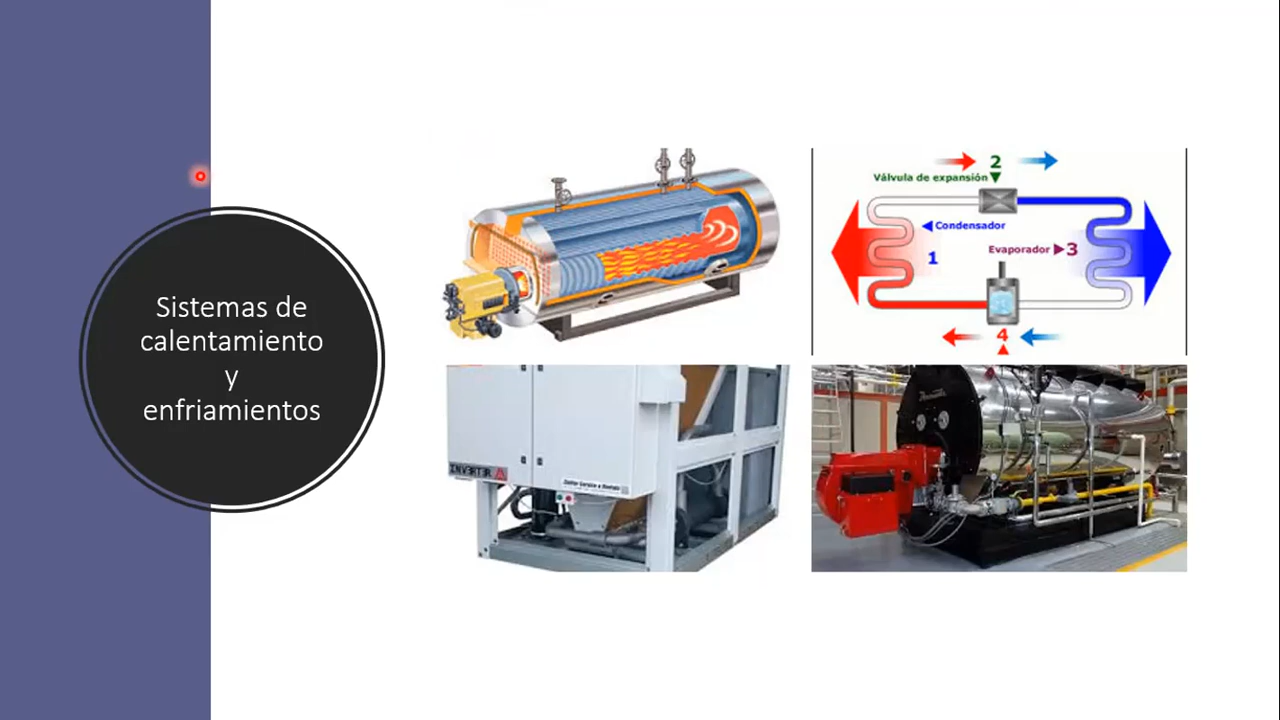 Sistemas de
calentamiento
y
enfriamientos
2
Válvula de expansión
Condensador
Evaporador
3
1
4
INVERTER